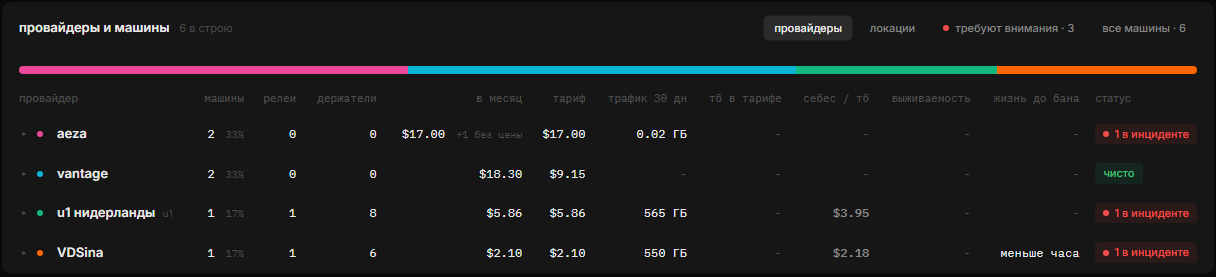 провайдеры и машины 6 в строю провайдеры локации требуют внимания · 3 все машины · 6
провайдер машины релеи держатели в месяц тариф трафик 30 дн тб в тарифе себес / тб выживаемость жизнь до бана статус
▸ aeza 2 33% 0 0 $17.00 +1 без цены $17.00 0.02 ГБ - - - - 1 в инциденте
▸ vantage 2 33% 0 0 $18.30 $9.15 - - - - - чисто
▸ u1 нидерланды u1 1 17% 1 8 $5.86 $5.86 565 ГБ - $3.95 - - 1 в инциденте
▸ VDSina 1 17% 1 6 $2.10 $2.10 550 ГБ - $2.18 - меньше часа 1 в инциденте